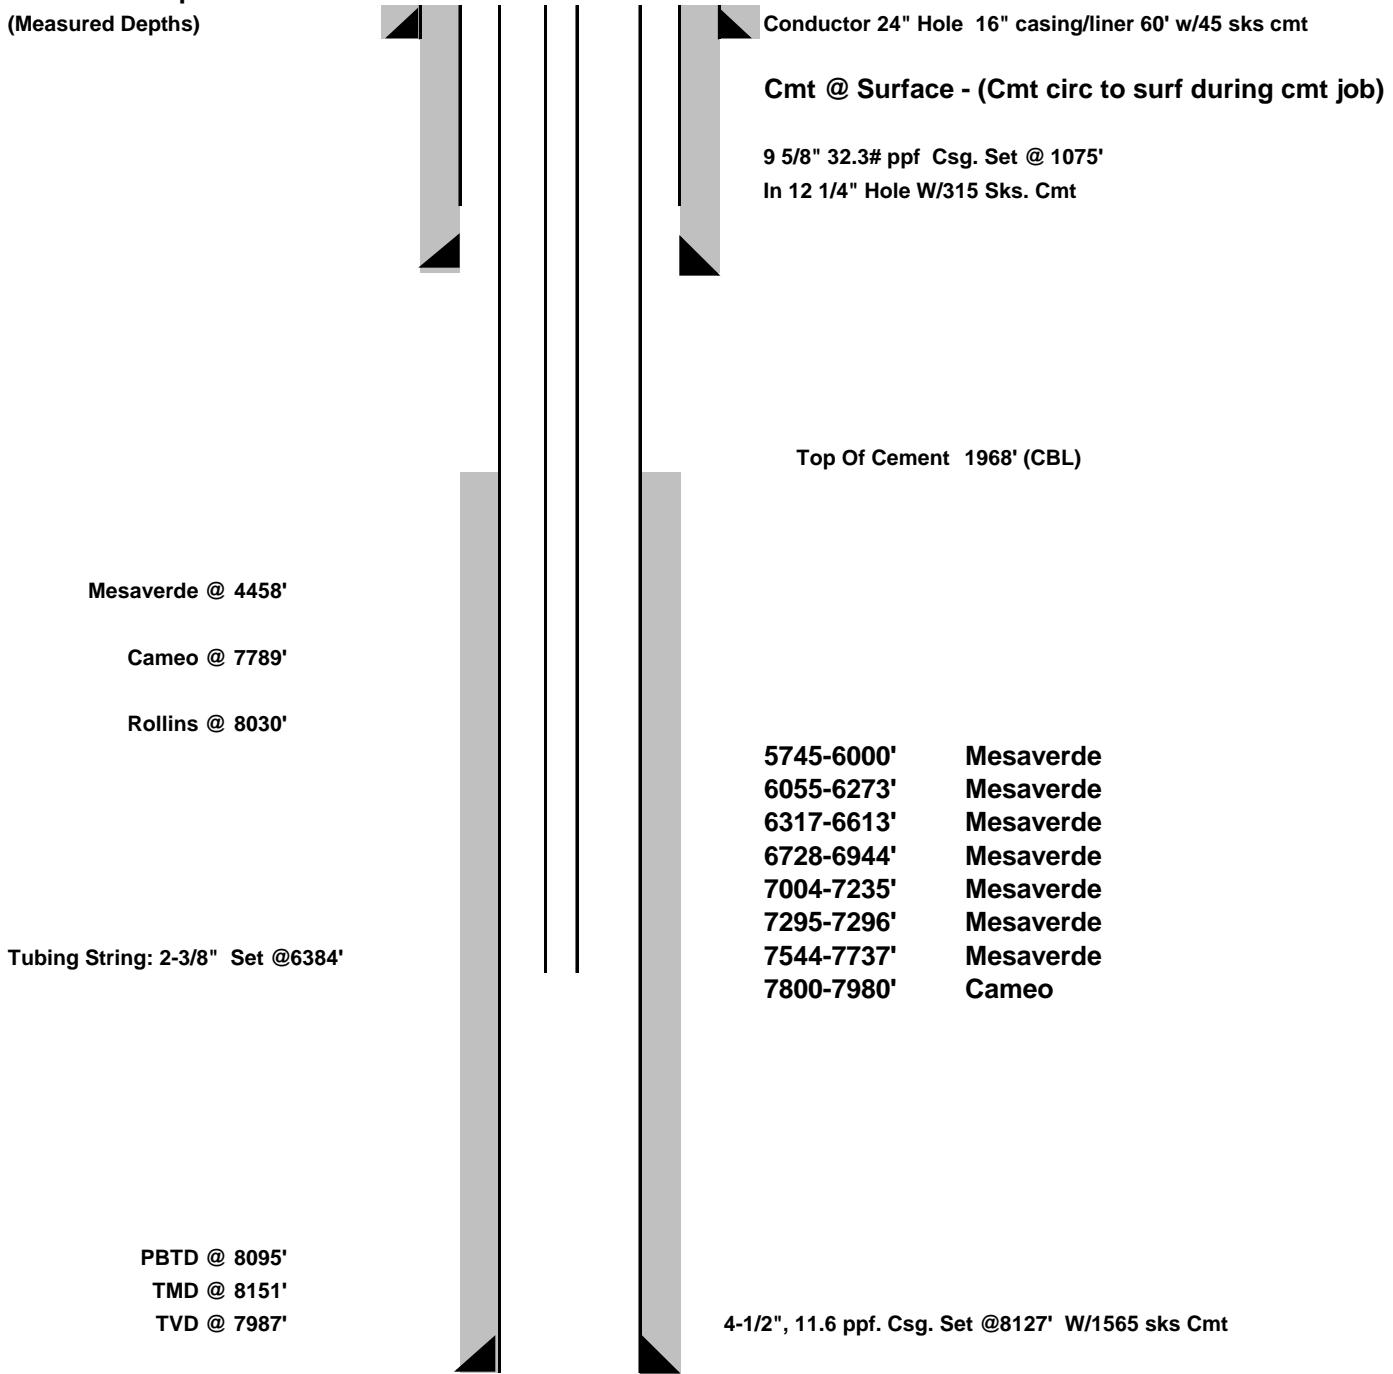 (Measured Depths)
Conductor 24" Hole 16" casing/liner 60' w/45 sks cmt
Cmt @ Surface - (Cmt circ to surf during cmt job)
9 5/8" 32.3# ppf Csg. Set @ 1075'
In 12 1/4" Hole W/315 Sks. Cmt
Top Of Cement 1968' (CBL)
Mesaverde @ 4458'
Cameo @ 7789'
Rollins @ 8030'
5745-6000' Mesaverde
6055-6273' Mesaverde
6317-6613' Mesaverde
6728-6944' Mesaverde
7004-7235' Mesaverde
7295-7296' Mesaverde
7544-7737' Mesaverde
Tubing String: 2-3/8" Set @6384'
7800-7980' Cameo
PBTD @ 8095'
TMD @ 8151'
TVD @ 7987'
4-1/2", 11.6 ppf. Csg. Set @8127' W/1565 sks Cmt